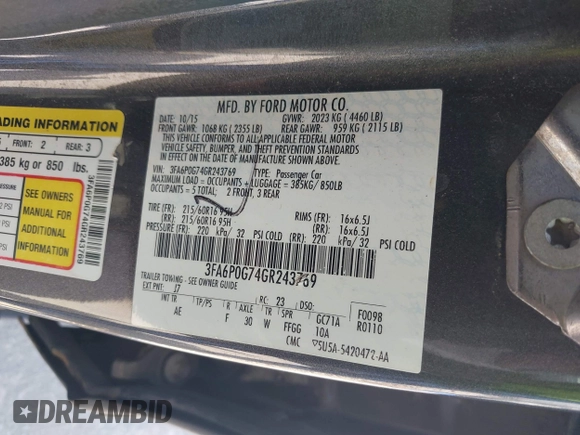 MFD. BY FORD MOTOR CO.
DATE: 10/15 GVWR: 2023 KG ( 4460 LB)
FRONT GAWR: 1068 KG ( 2355 LB) REAR GAWR: 959 KG ( 2115 LB)
THIS VEHICLE CONFORMS TO ALL APPLICABLE FEDERAL MOTOR
VEHICLE SAFETY, BUMPER, AND THEFT PREVENTION STANDARDS
IN EFFECT ON THE DATE OF MANUFACTURE SHOWN ABOVE.
VIN: 3FA6P0G74GR243769 TYPE: Passenger Car
MAXIMUM LOAD = OCCUPANTS + LUGGAGE = 385KG/ 850LB
OCCUPANTS = 5 TOTAL: 2 FRONT, 3 REAR
TIRE (FR): 215/60R16 95H RIMS (FR): 16x6.5J
(RR): 215/60R16 95H (RR): 16x6.5J
PRESSURE (FR): 220 kPa/ 32 PSI COLD (RR): 220 kPa/ 32 PSI COLD
3FA6P0G74GR243769
TRAILER TOWING - SEE OWNER GUIDE
EXT PNT: J7 RC: 23 DSO: F0098
INT TR TP/PS R AXLE TR SPR GC71A R0110
AE F 30 W FFGG 10A
CMC 5U5A-5420472-AA
ADING INFORMATION
FRONT: 2 REAR: 3
385 kg or 850 lbs.
SEE OWNERS
MANUAL FOR
ADDITIONAL
INFORMATION
3FA6P0G74GR243769
DREAMBID